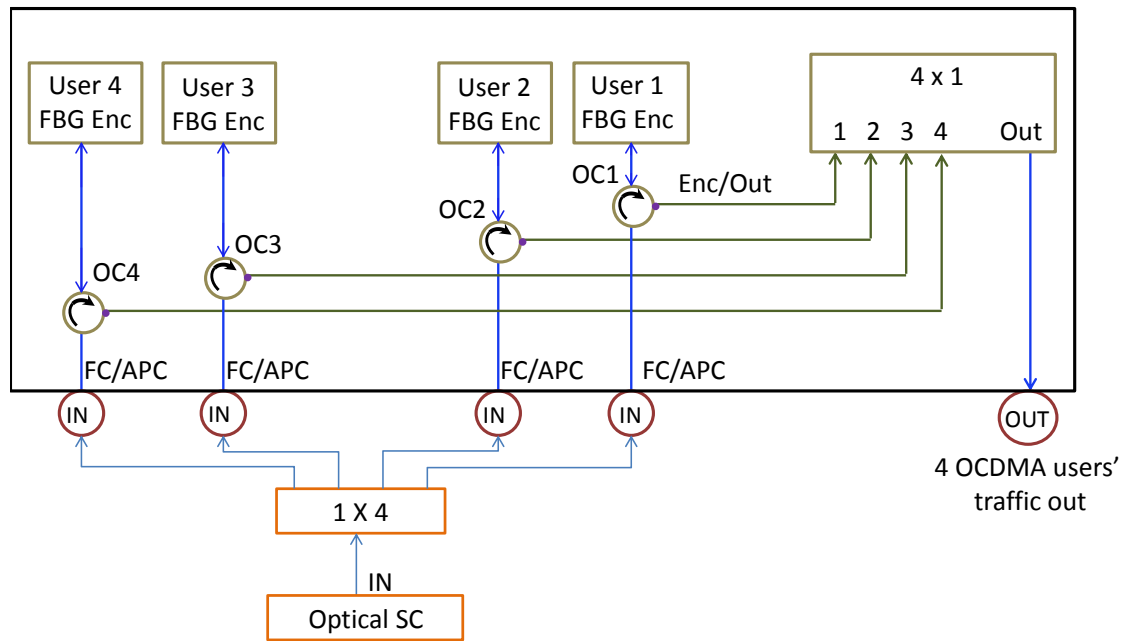 User 4
FBG Enc
User 3
FBG Enc
User 2
FBG Enc
User 1
FBG Enc
4 x 1
1 2 3 4 Out
OC1
Enc/Out
OC2
OC3
OC4
FC/APC
FC/APC
FC/APC
FC/APC
IN
IN
IN
IN
OUT
4 OCDMA users’
traffic out
1 X 4
IN
Optical SC